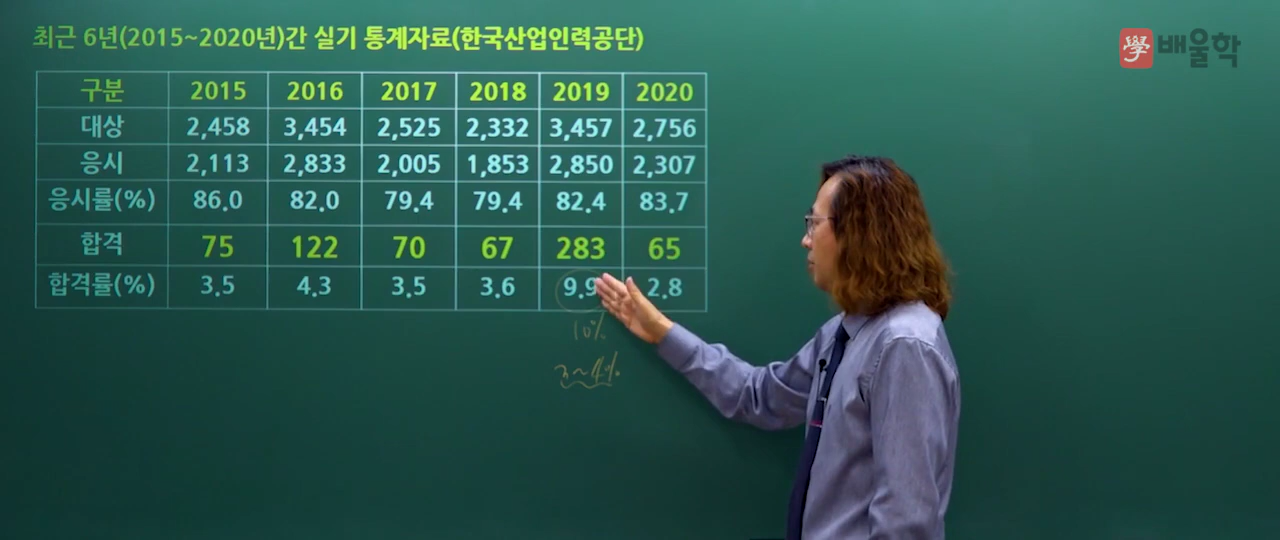 최근 6년(2015~2020년)간 실기 통계자료(한국산업인력공단)
學 배울학
구분 2015 2016 2017 2018 2019 2020
대상 2,458 3,454 2,525 2,332 3,457 2,756
응시 2,113 2,833 2,005 1,853 2,850 2,307
응시률(%) 86.0 82.0 79.4 79.4 82.4 83.7
합격 75 122 70 67 283 65
합격률(%) 3.5 4.3 3.5 3.6 9.9 2.8
10%
3~4%